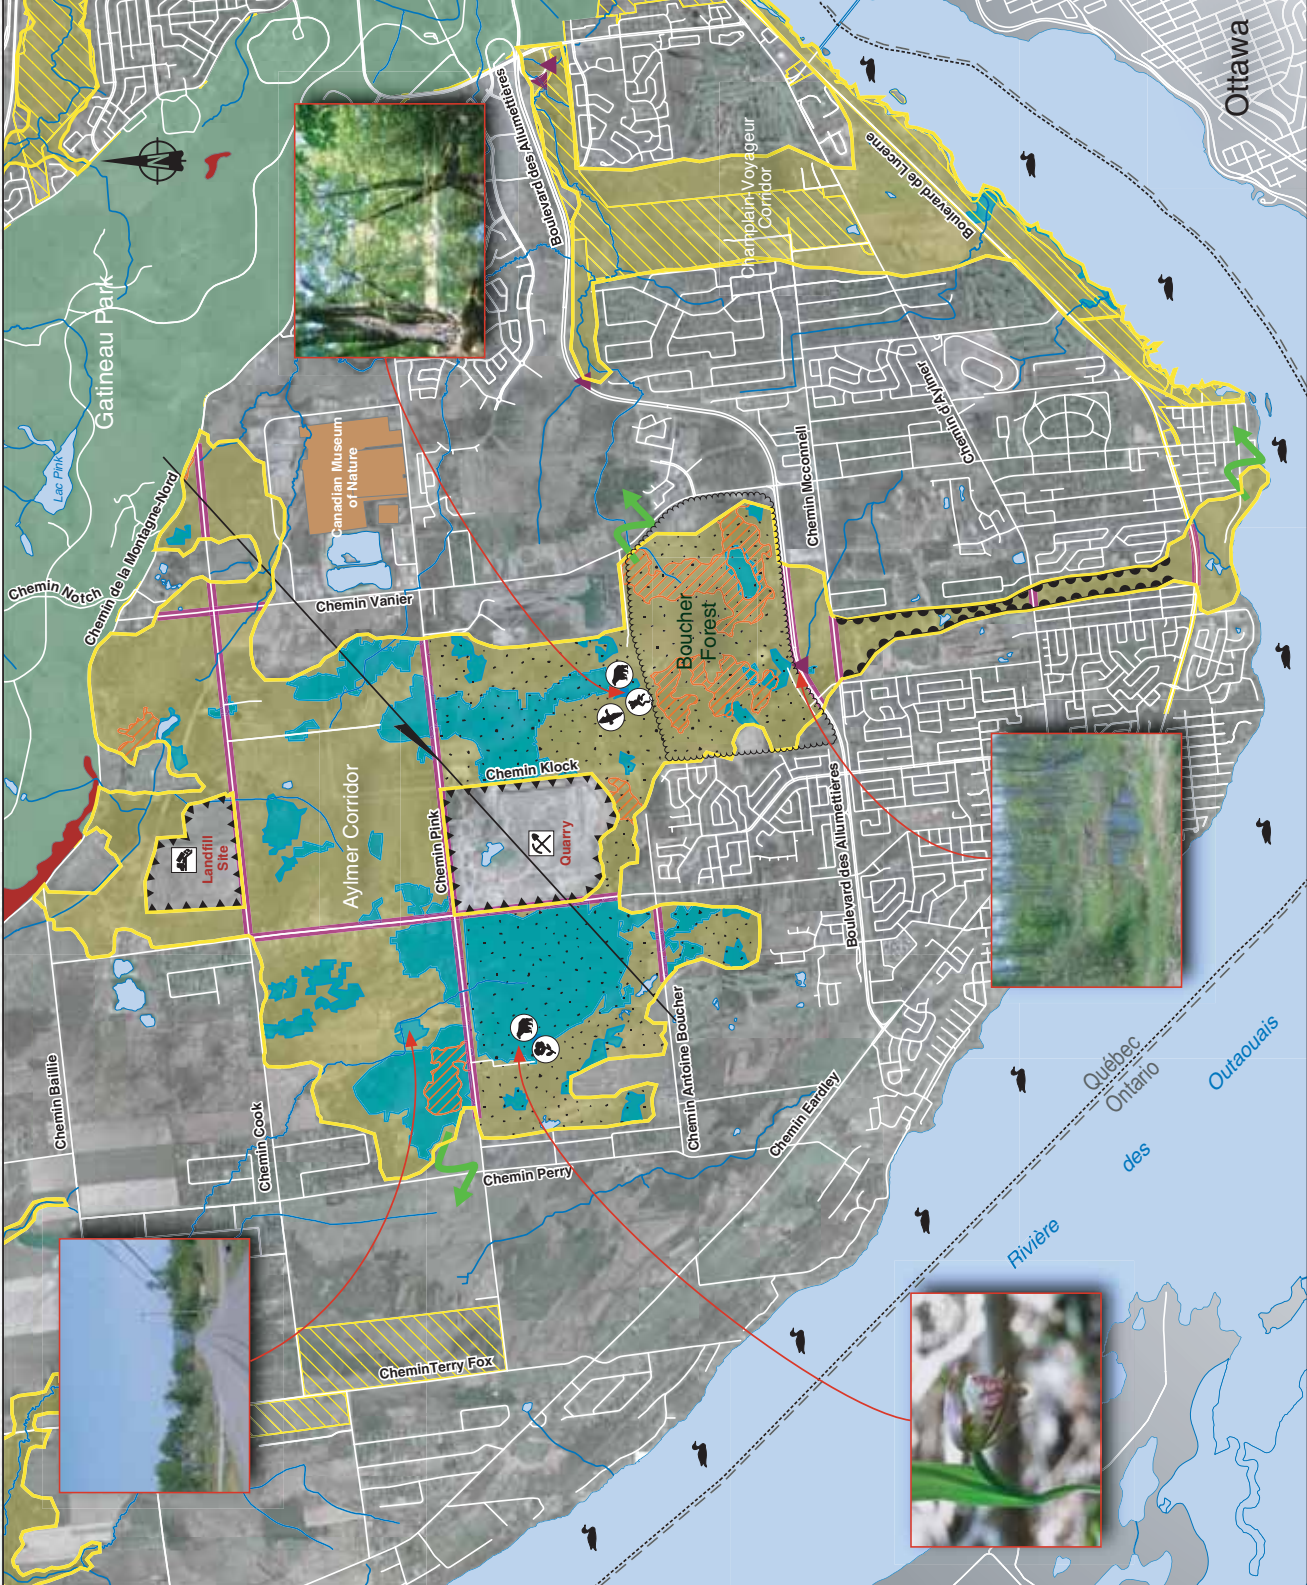 Ottawa
Boulevard des Allumettières
Boulevard de Lucerne
Champlain-Voyageur
Corridor
N
Gatineau Park
Lac Pink
Canadian Museum
of Nature
Chemin de la Montagne-Nord
Chemin Notch
Chemin Vanier
Chemin d'Aylmer
Chemin Mcconnell
Boucher
Forest
Chemin Klock
Aylmer Corridor
Chemin Pink
Quarry
Landfill
Site
Boulevard des Allumettières
Chemin Antoine Boucher
Chemin Baillie
Chemin Cook
Chemin Perry
Chemin Eardley
CheminTerry Fox
Québec
Ontario
Rivière
des
Outaouais